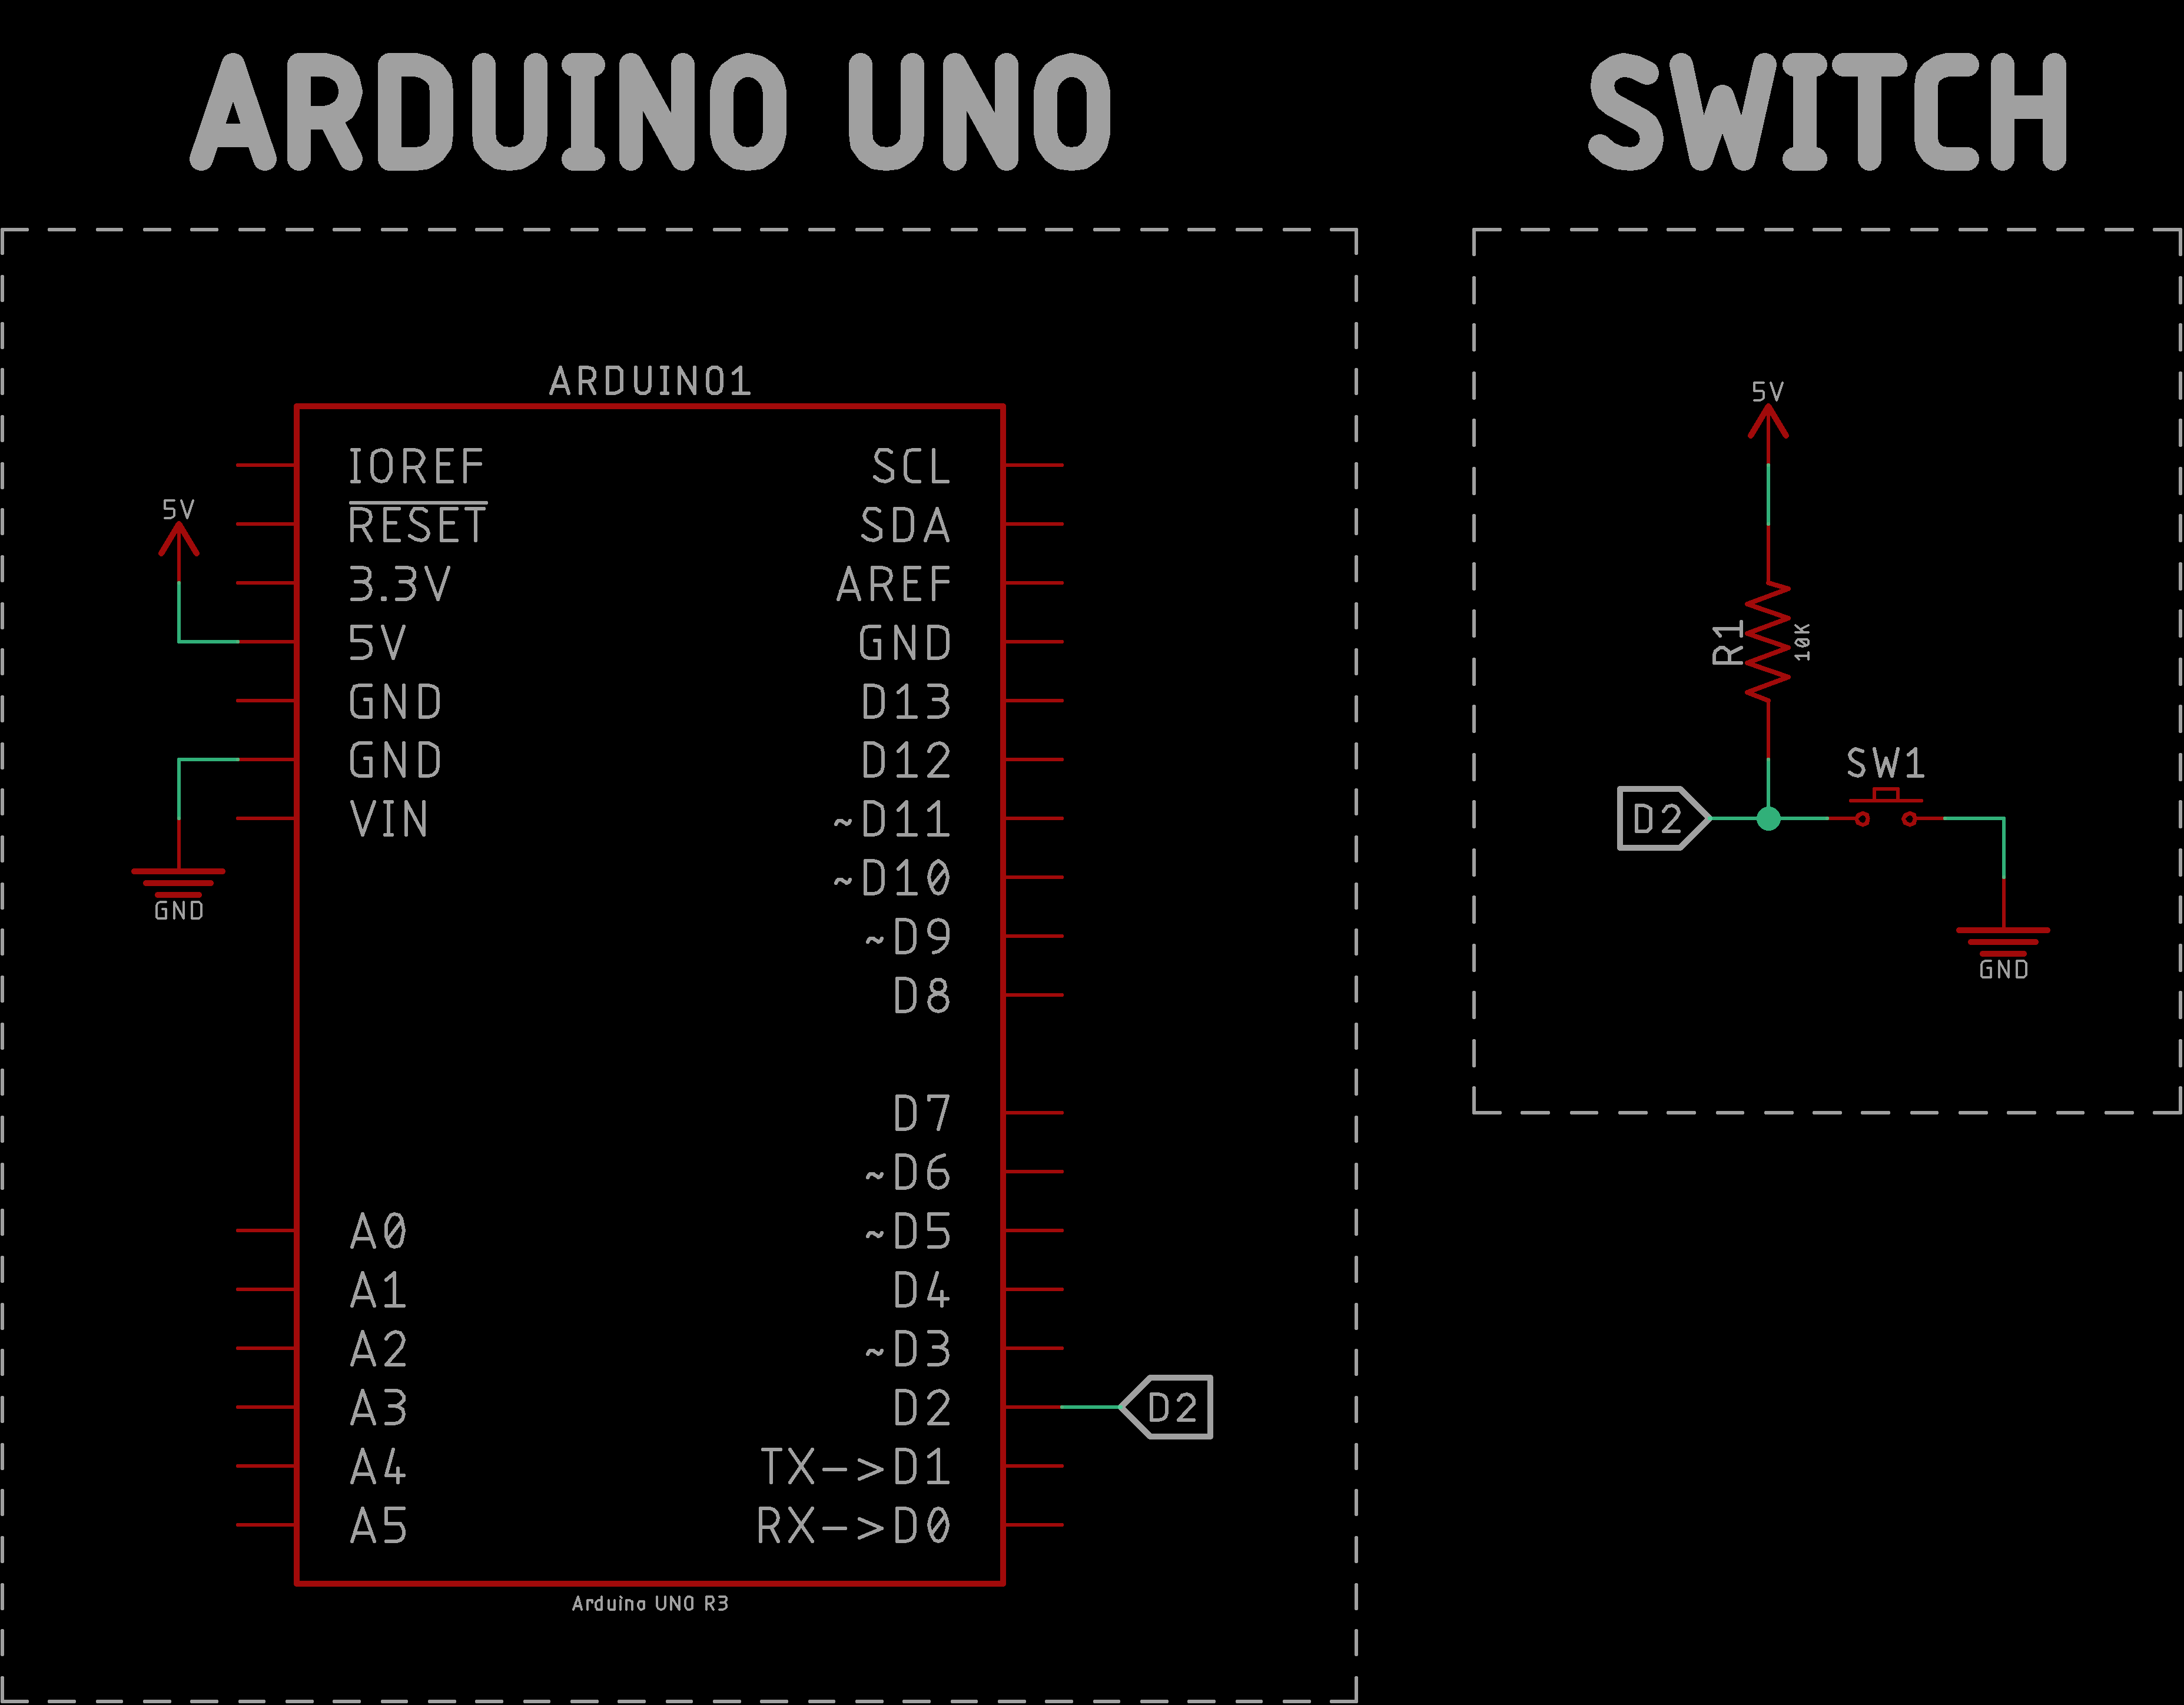 ARDUINO UNO
SWITCH
ARDUINO1
IOREF
RESET
3.3V
5V
GND
GND
VIN
A0
A1
A2
A3
A4
A5
SCL
SDA
AREF
GND
D13
D12
~D11
~D10
~D9
D8
D7
~D6
~D5
D4
~D3
D2
TX->D1
RX->D0
5V
GND
D2
Arduino UNO R3
5V
R1
10K
D2
SW1
GND